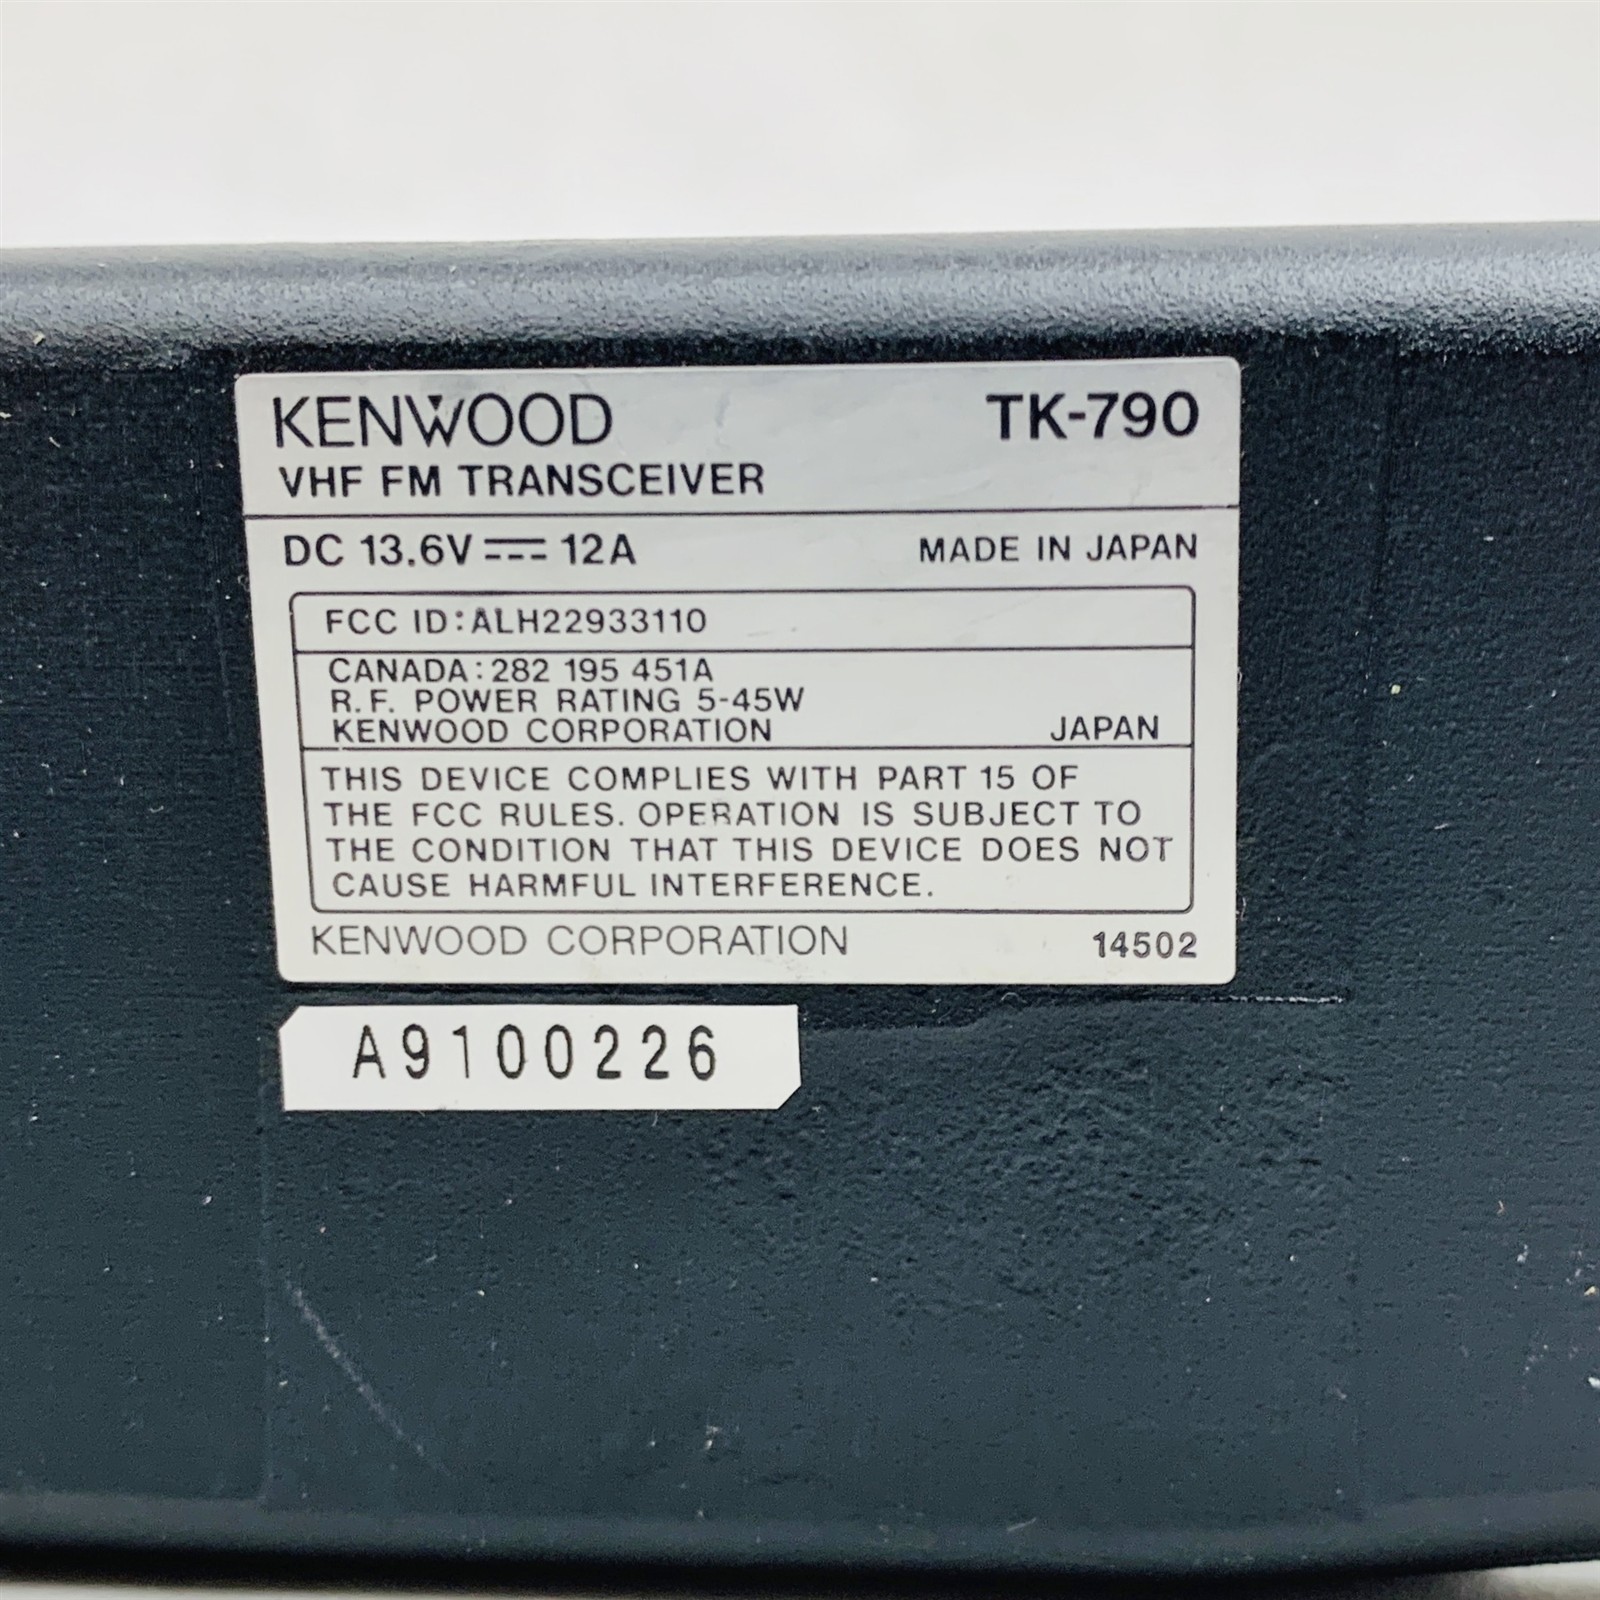 KENWOOD TK-790
VHF FM TRANSCEIVER
DC 13.6V ⎓ 12A MADE IN JAPAN
FCC ID:ALH22933110
CANADA:282 195 451A
R.F. POWER RATING 5-45W
KENWOOD CORPORATION JAPAN
THIS DEVICE COMPLIES WITH PART 15 OF
THE FCC RULES. OPERATION IS SUBJECT TO
THE CONDITION THAT THIS DEVICE DOES NOT
CAUSE HARMFUL INTERFERENCE.
KENWOOD CORPORATION 14502
A9100226